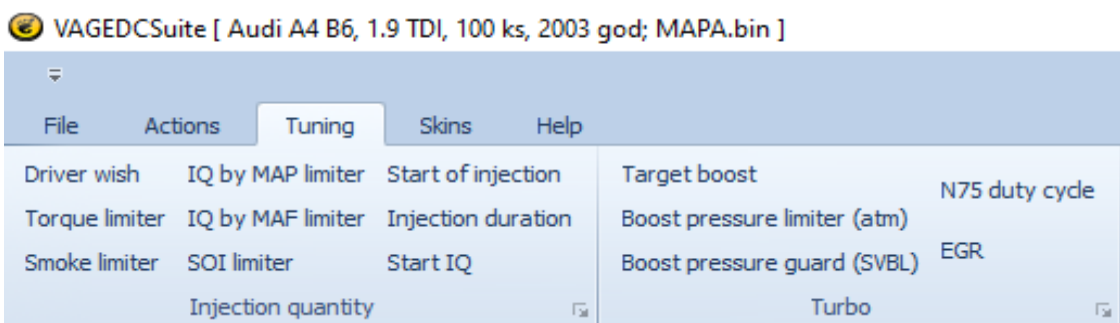 VAGEDCSuite [ Audi A4 B6, 1.9 TDI, 100 ks, 2003 god; MAPA.bin ]
File Actions Tuning Skins Help
Driver wish IQ by MAP limiter Start of injection Target boost
N75 duty cycle
Torque limiter IQ by MAF limiter Injection duration Boost pressure limiter (atm)
Smoke limiter SOI limiter Start IQ Boost pressure guard (SVBL) EGR
Injection quantity Turbo